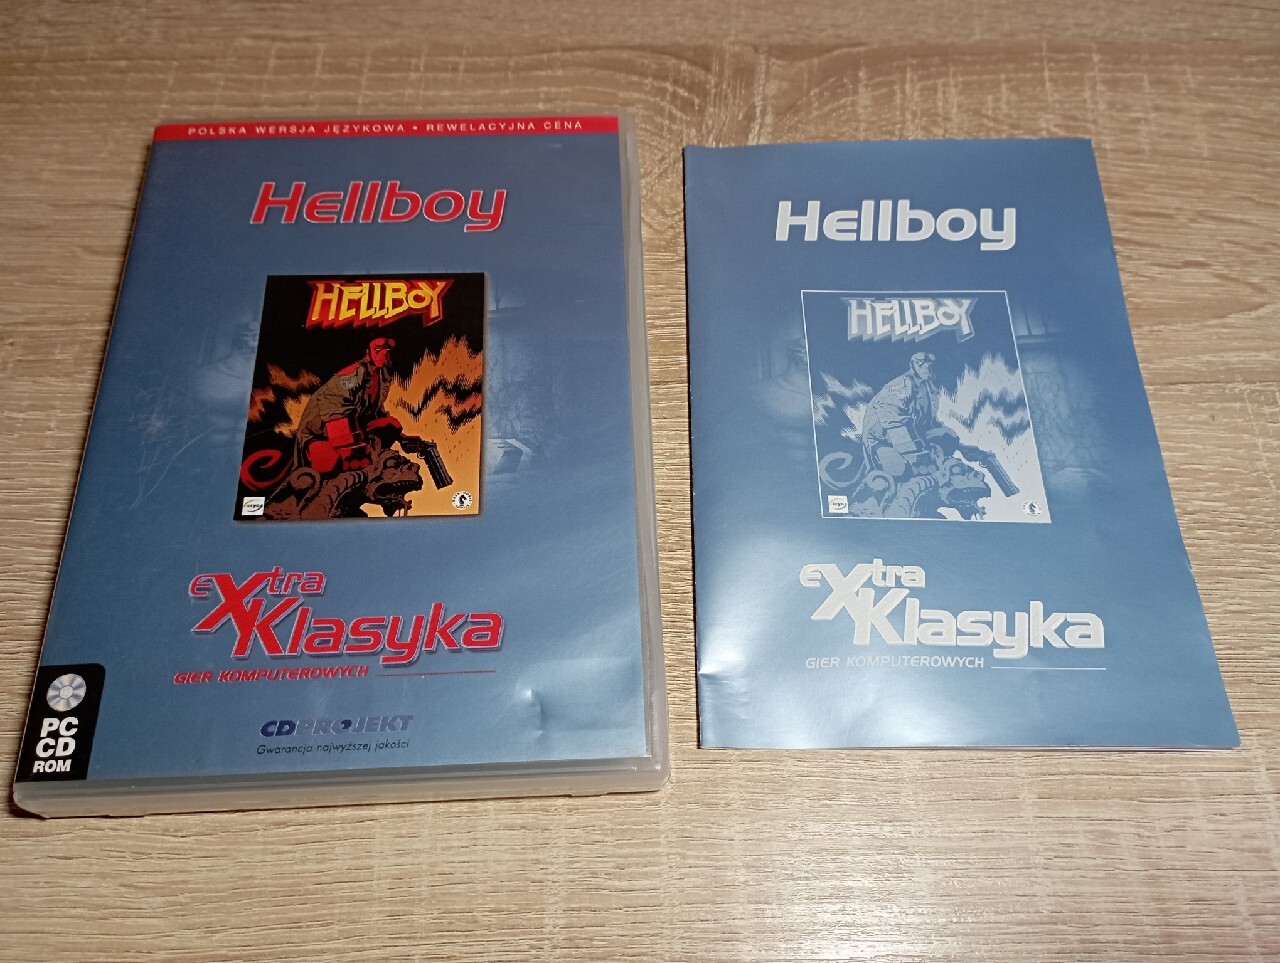 POLSKA WERSJA JĘZYKOWA • REWELACYJNA CENA
Hellboy
HELLBOY
eXtra
Klasyka
GIER KOMPUTEROWYCH
CDPROJEKT
Gwarancja najwyższej jakości
PC
CD
ROM
Hellboy
HELLBOY
eXtra
Klasyka
GIER KOMPUTEROWYCH